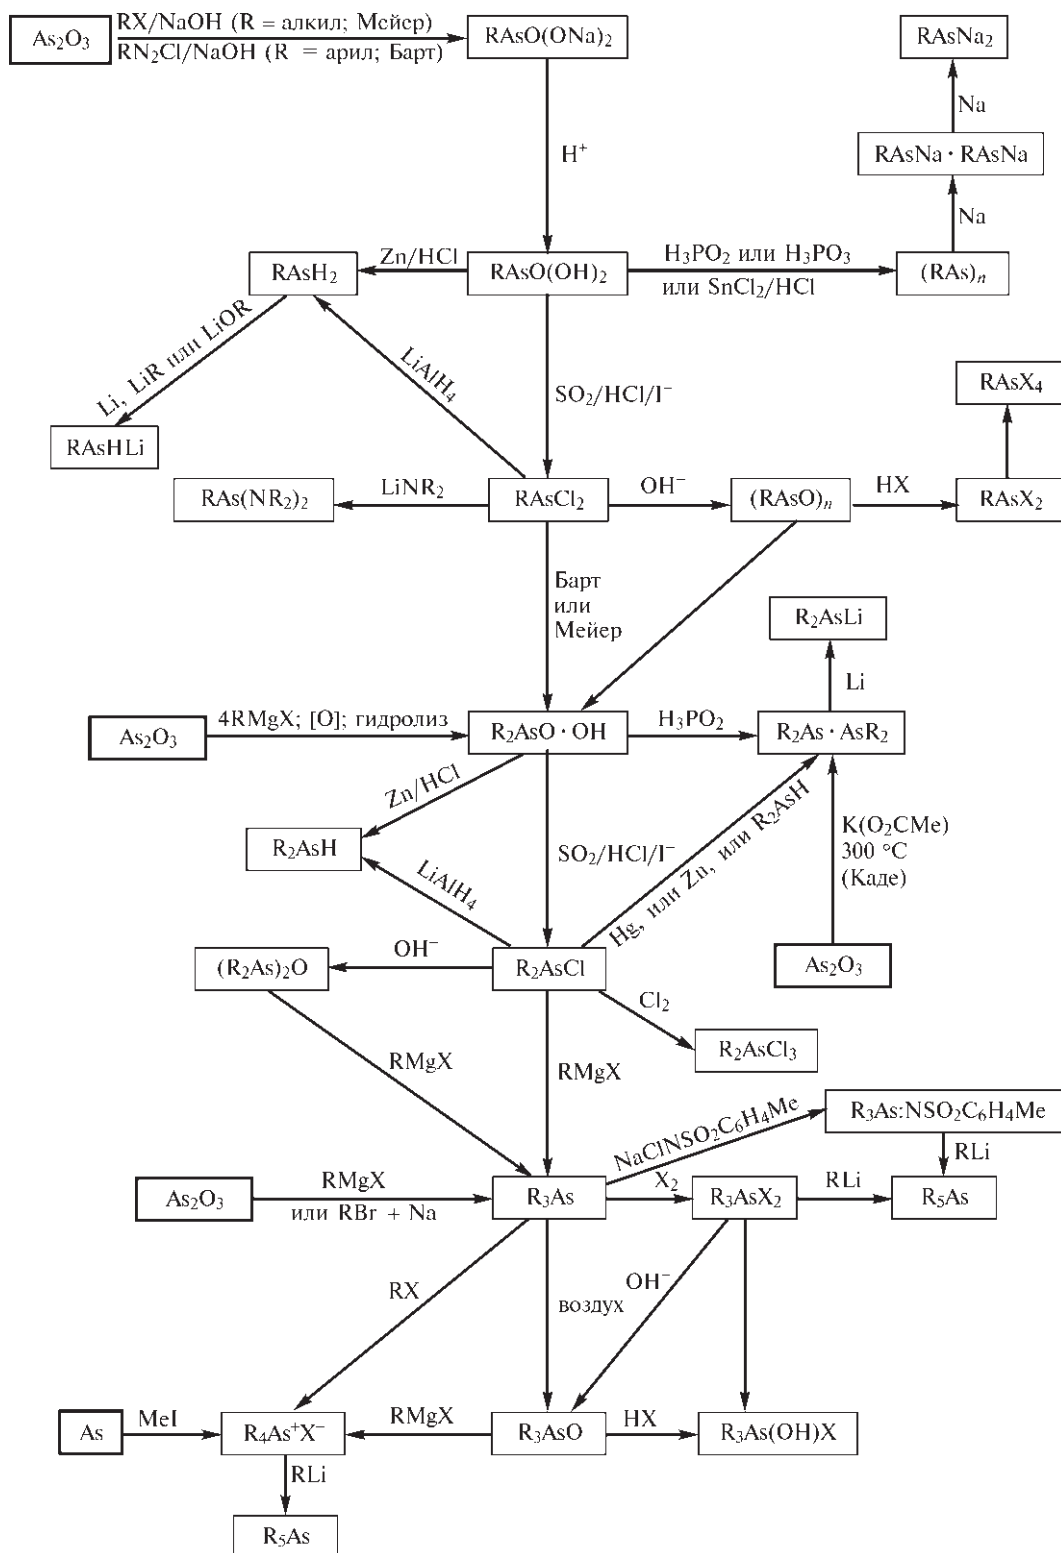 As₂O₃
RX/NaOH (R = алкил; Мейер)
RN₂Cl/NaOH (R = арил; Барт)
RAsO(ONa)₂
RAsNa₂
Na
RAsNa · RAsNa
H⁺
Na
RAsH₂
Zn/HCl
RAsO(OH)₂
H₃PO₂ или H₃PO₃
или SnCl₂/HCl
(RAs)ₙ
Li, LiR или LiOR
LiAlH₄
SO₂/HCl/I⁻
RAsX₄
RAsHLi
RAs(NR₂)₂
LiNR₂
RAsCl₂
OH⁻
(RAsO)ₙ
HX
RAsX₂
Барт
или
Мейер
R₂AsLi
Li
As₂O₃
4RMgX; [O]; гидролиз
R₂AsO · OH
H₃PO₂
R₂As · AsR₂
Zn/HCl
R₂AsH
LiAlH₄
SO₂/HCl/I⁻
Hg, или Zn, или R₂AsH
K(O₂CMe)
300 °C
(Каде)
(R₂As)₂O
OH⁻
R₂AsCl
As₂O₃
Cl₂
R₂AsCl₃
RMgX
RMgX
NaClNSO₂C₆H₄Me
R₃As:NSO₂C₆H₄Me
RLi
As₂O₃
RMgX
или RBr + Na
R₃As
X₂
R₃AsX₂
RLi
R₅As
RX
воздух
OH⁻
As
MeI
R₄As⁺X⁻
RMgX
R₃AsO
HX
R₃As(OH)X
RLi
R₅As